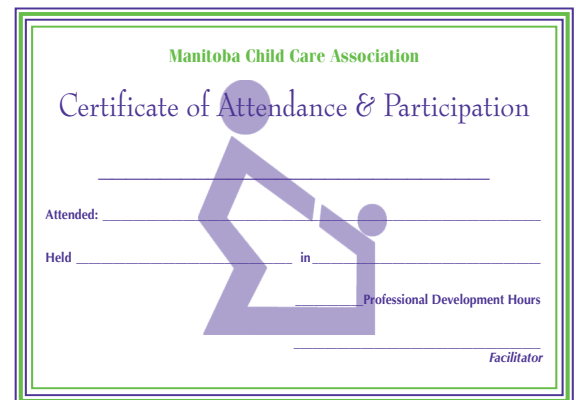 Manitoba Child Care Association
Certificate of Attendance & Participation
Attended:
Held in
Professional Development Hours
Facilitator